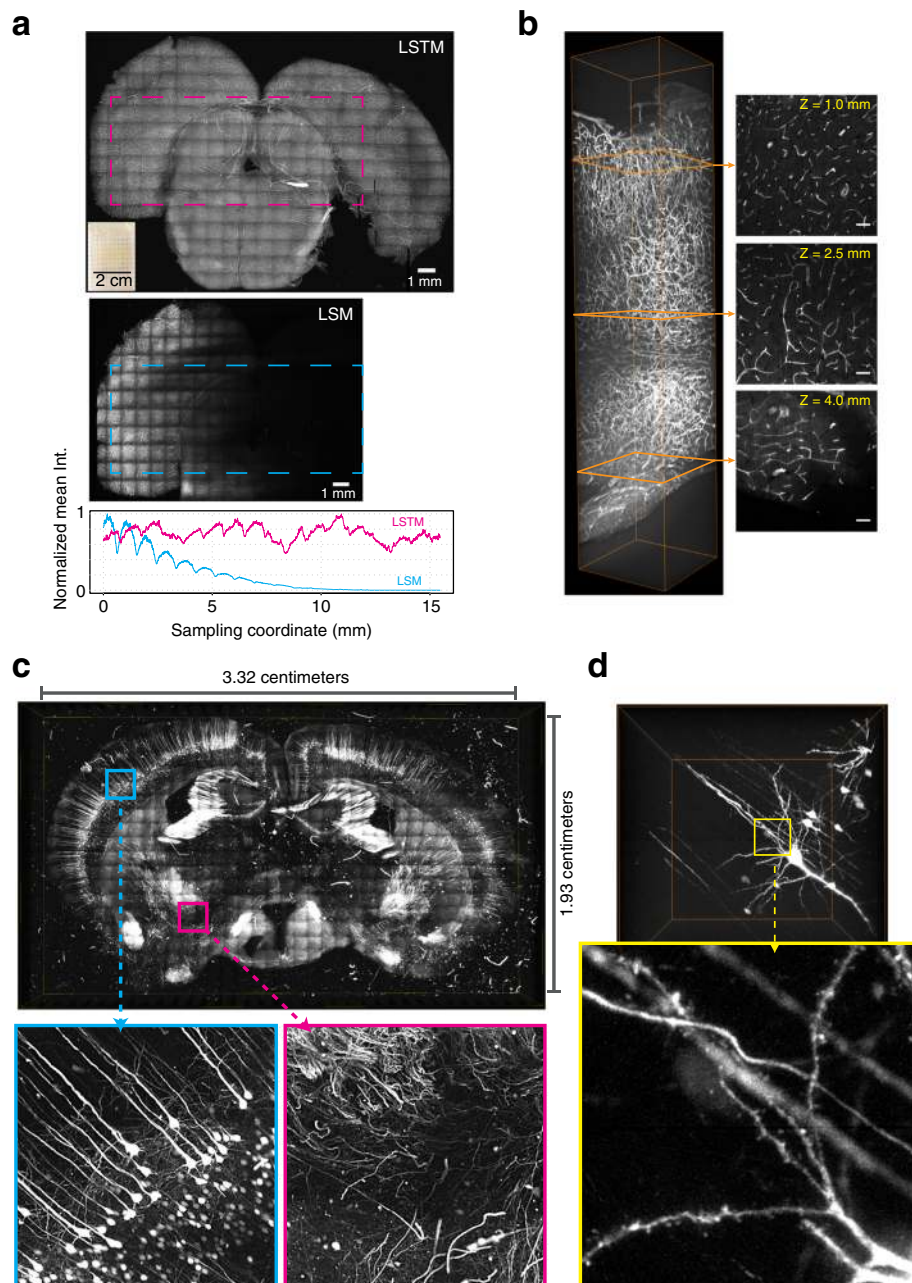 a
LSTM
2 cm
1 mm
LSM
1 mm
Normalized mean Int.
1
0
LSTM
LSM
0
5
10
15
Sampling coordinate (mm)
b
Z = 1.0 mm
Z = 2.5 mm
Z = 4.0 mm
c
3.32 centimeters
1.93 centimeters
d